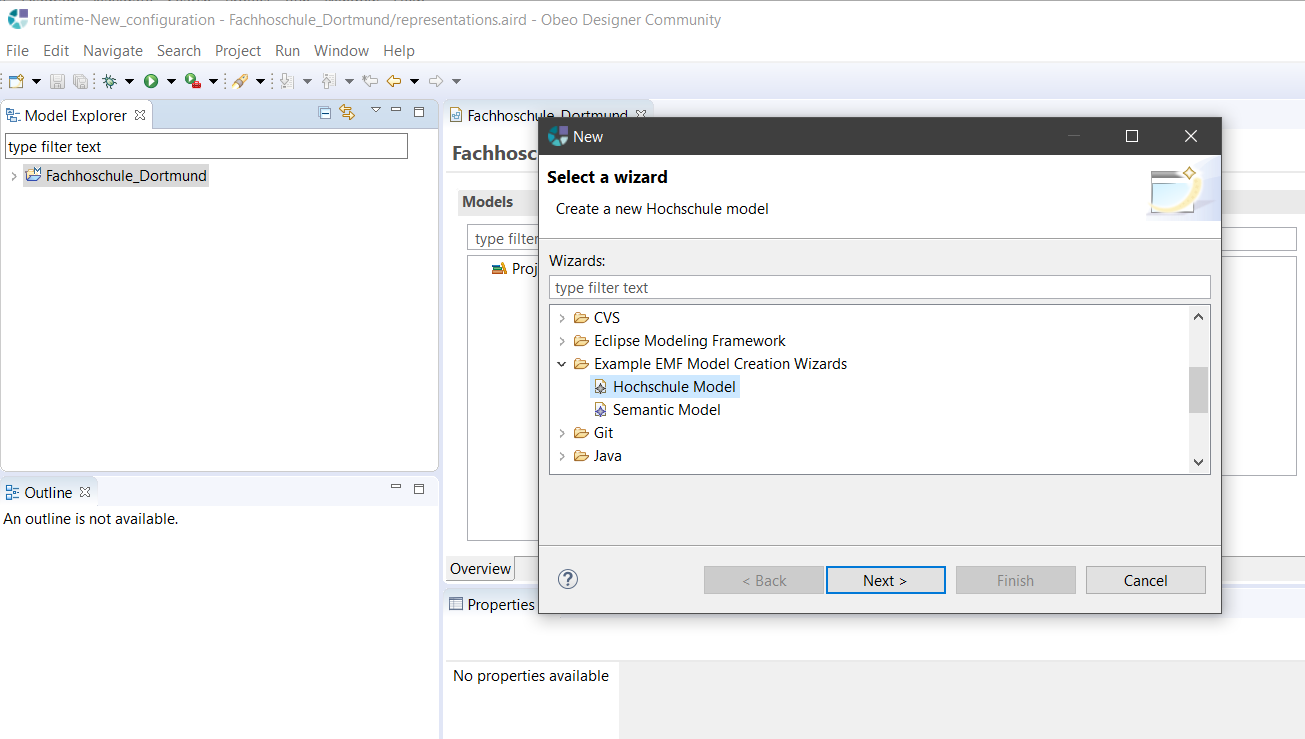 runtime-New_configuration - Fachhoschule_Dortmund/representations.aird - Obeo Designer Community
File Edit Navigate Search Project Run Window Help
Model Explorer
type filter text
Fachhoschule_Dortmund
Outline
An outline is not available.
Fachhoschule_Dortmund
Fachhosc
Models
type filter
Proj
Overview
Properties
No properties available
New
Select a wizard
Create a new Hochschule model
Wizards:
type filter text
CVS
Eclipse Modeling Framework
Example EMF Model Creation Wizards
Hochschule Model
Semantic Model
Git
Java
?
< Back Next > Finish Cancel